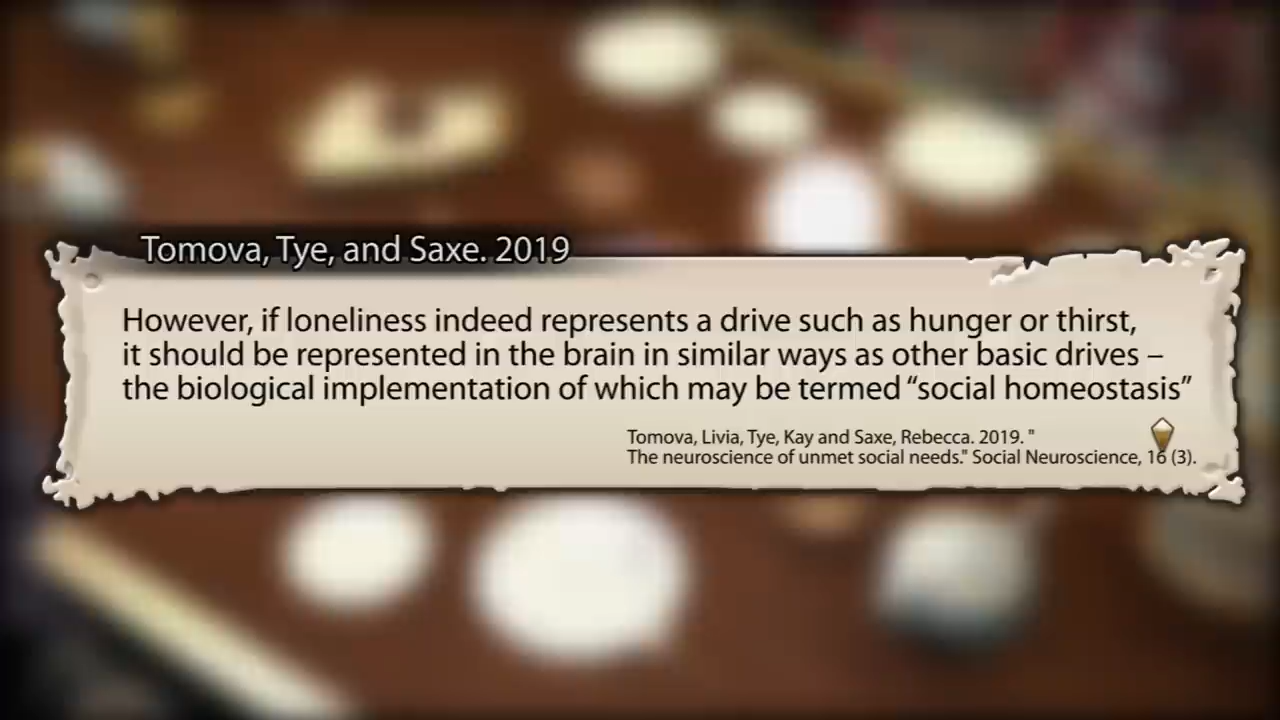 Tomova, Tye, and Saxe. 2019
However, if loneliness indeed represents a drive such as hunger or thirst,
it should be represented in the brain in similar ways as other basic drives –
the biological implementation of which may be termed “social homeostasis”
Tomova, Livia, Tye, Kay and Saxe, Rebecca. 2019. "
The neuroscience of unmet social needs." Social Neuroscience, 16 (3).